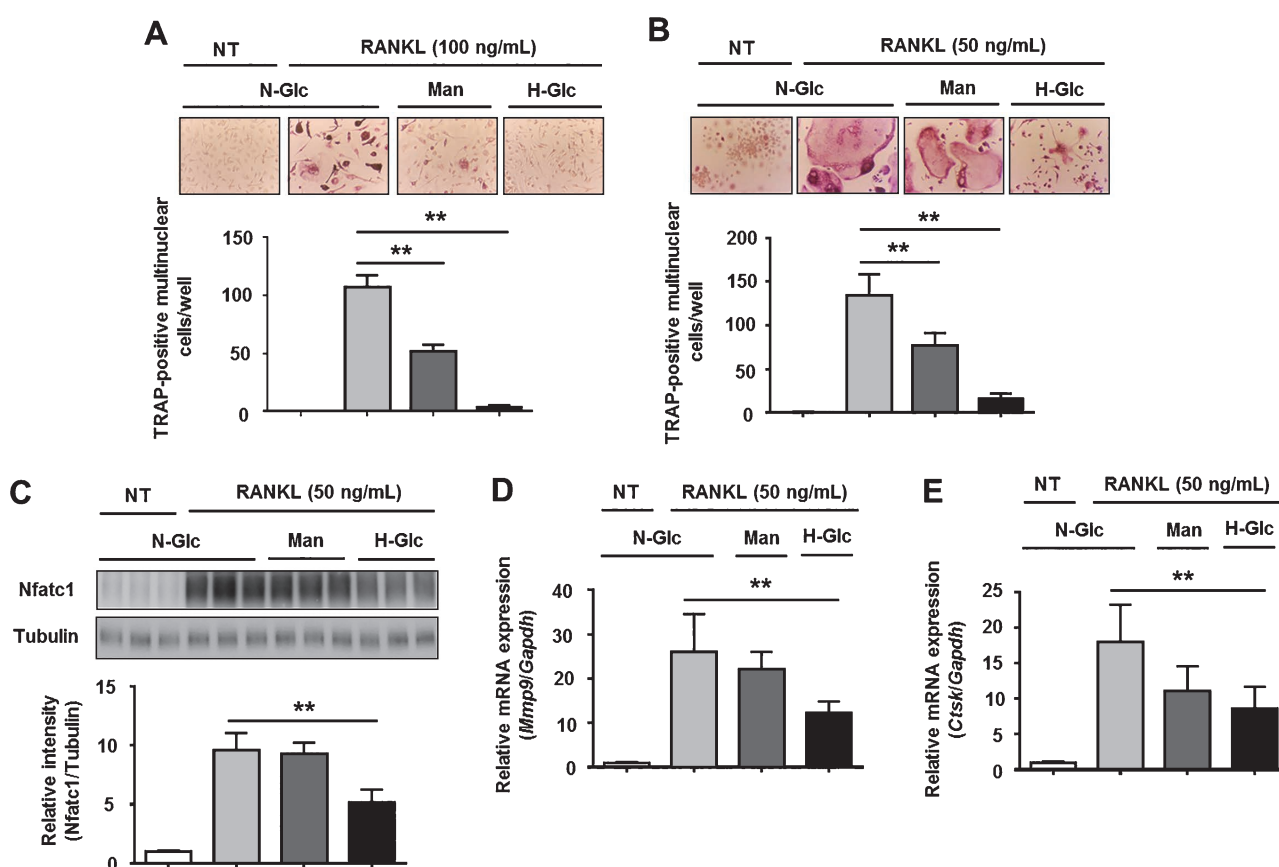 A
NT
RANKL (100 ng/mL)
N-Glc
Man
H-Glc
TRAP-positive multinuclear
cells/well
150
100
50
0
**
**
B
NT
RANKL (50 ng/mL)
N-Glc
Man
H-Glc
TRAP-positive multinuclear
cells/well
200
150
100
50
0
**
**
C
NT
RANKL (50 ng/mL)
N-Glc
Man
H-Glc
Nfatc1
Tubulin
Relative intensity
(Nfatc1/Tubulin)
15
10
5
0
**
D
NT
RANKL (50 ng/mL)
N-Glc
Man
H-Glc
Relative mRNA expression
(Mmp9/Gapdh)
40
30
20
10
0
**
E
NT
RANKL (50 ng/mL)
N-Glc
Man
H-Glc
Relative mRNA expression
(Ctsk/Gapdh)
25
20
15
10
5
0
**